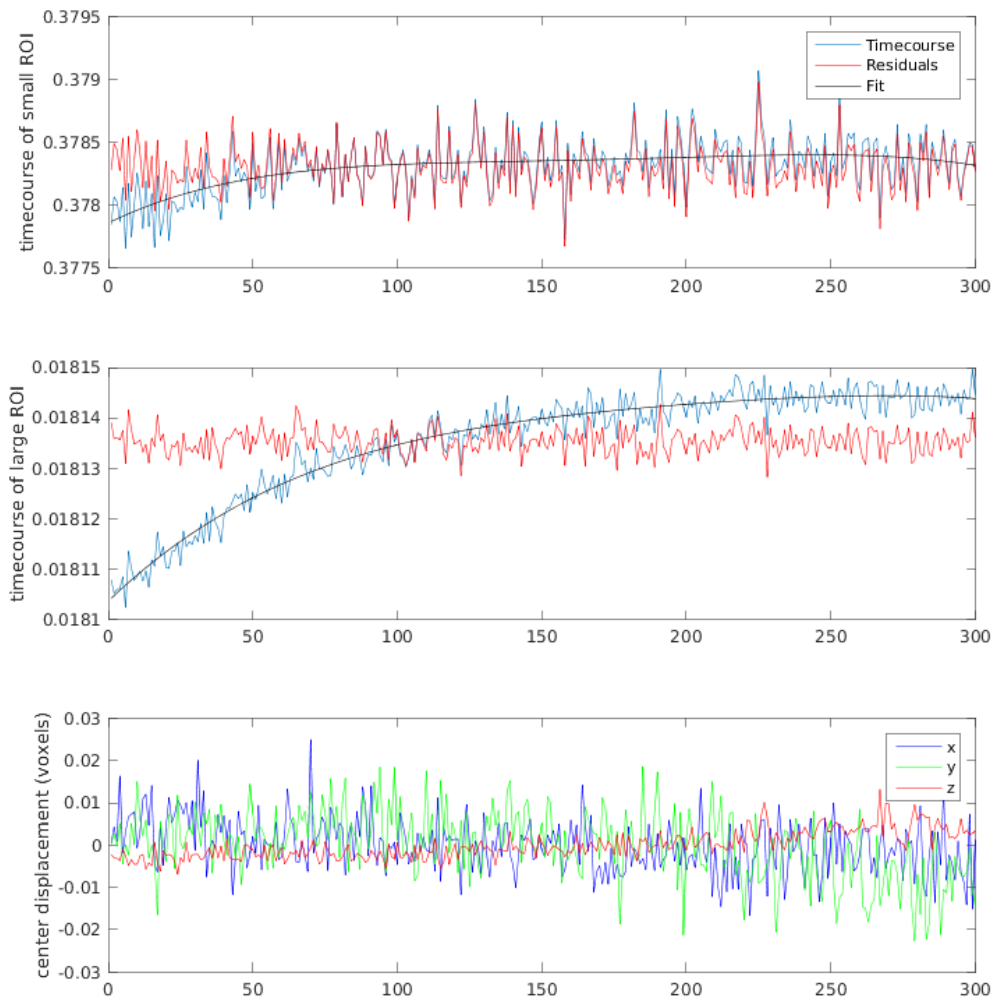 0.3795
0.379
0.3785
0.378
0.3775
timecourse of small ROI
Timecourse
Residuals
Fit
0 50 100 150 200 250 300
0.01815
0.01814
0.01813
0.01812
0.01811
0.0181
timecourse of large ROI
0 50 100 150 200 250 300
0.03
0.02
0.01
0
-0.01
-0.02
-0.03
center displacement (voxels)
x
y
z
0 50 100 150 200 250 300